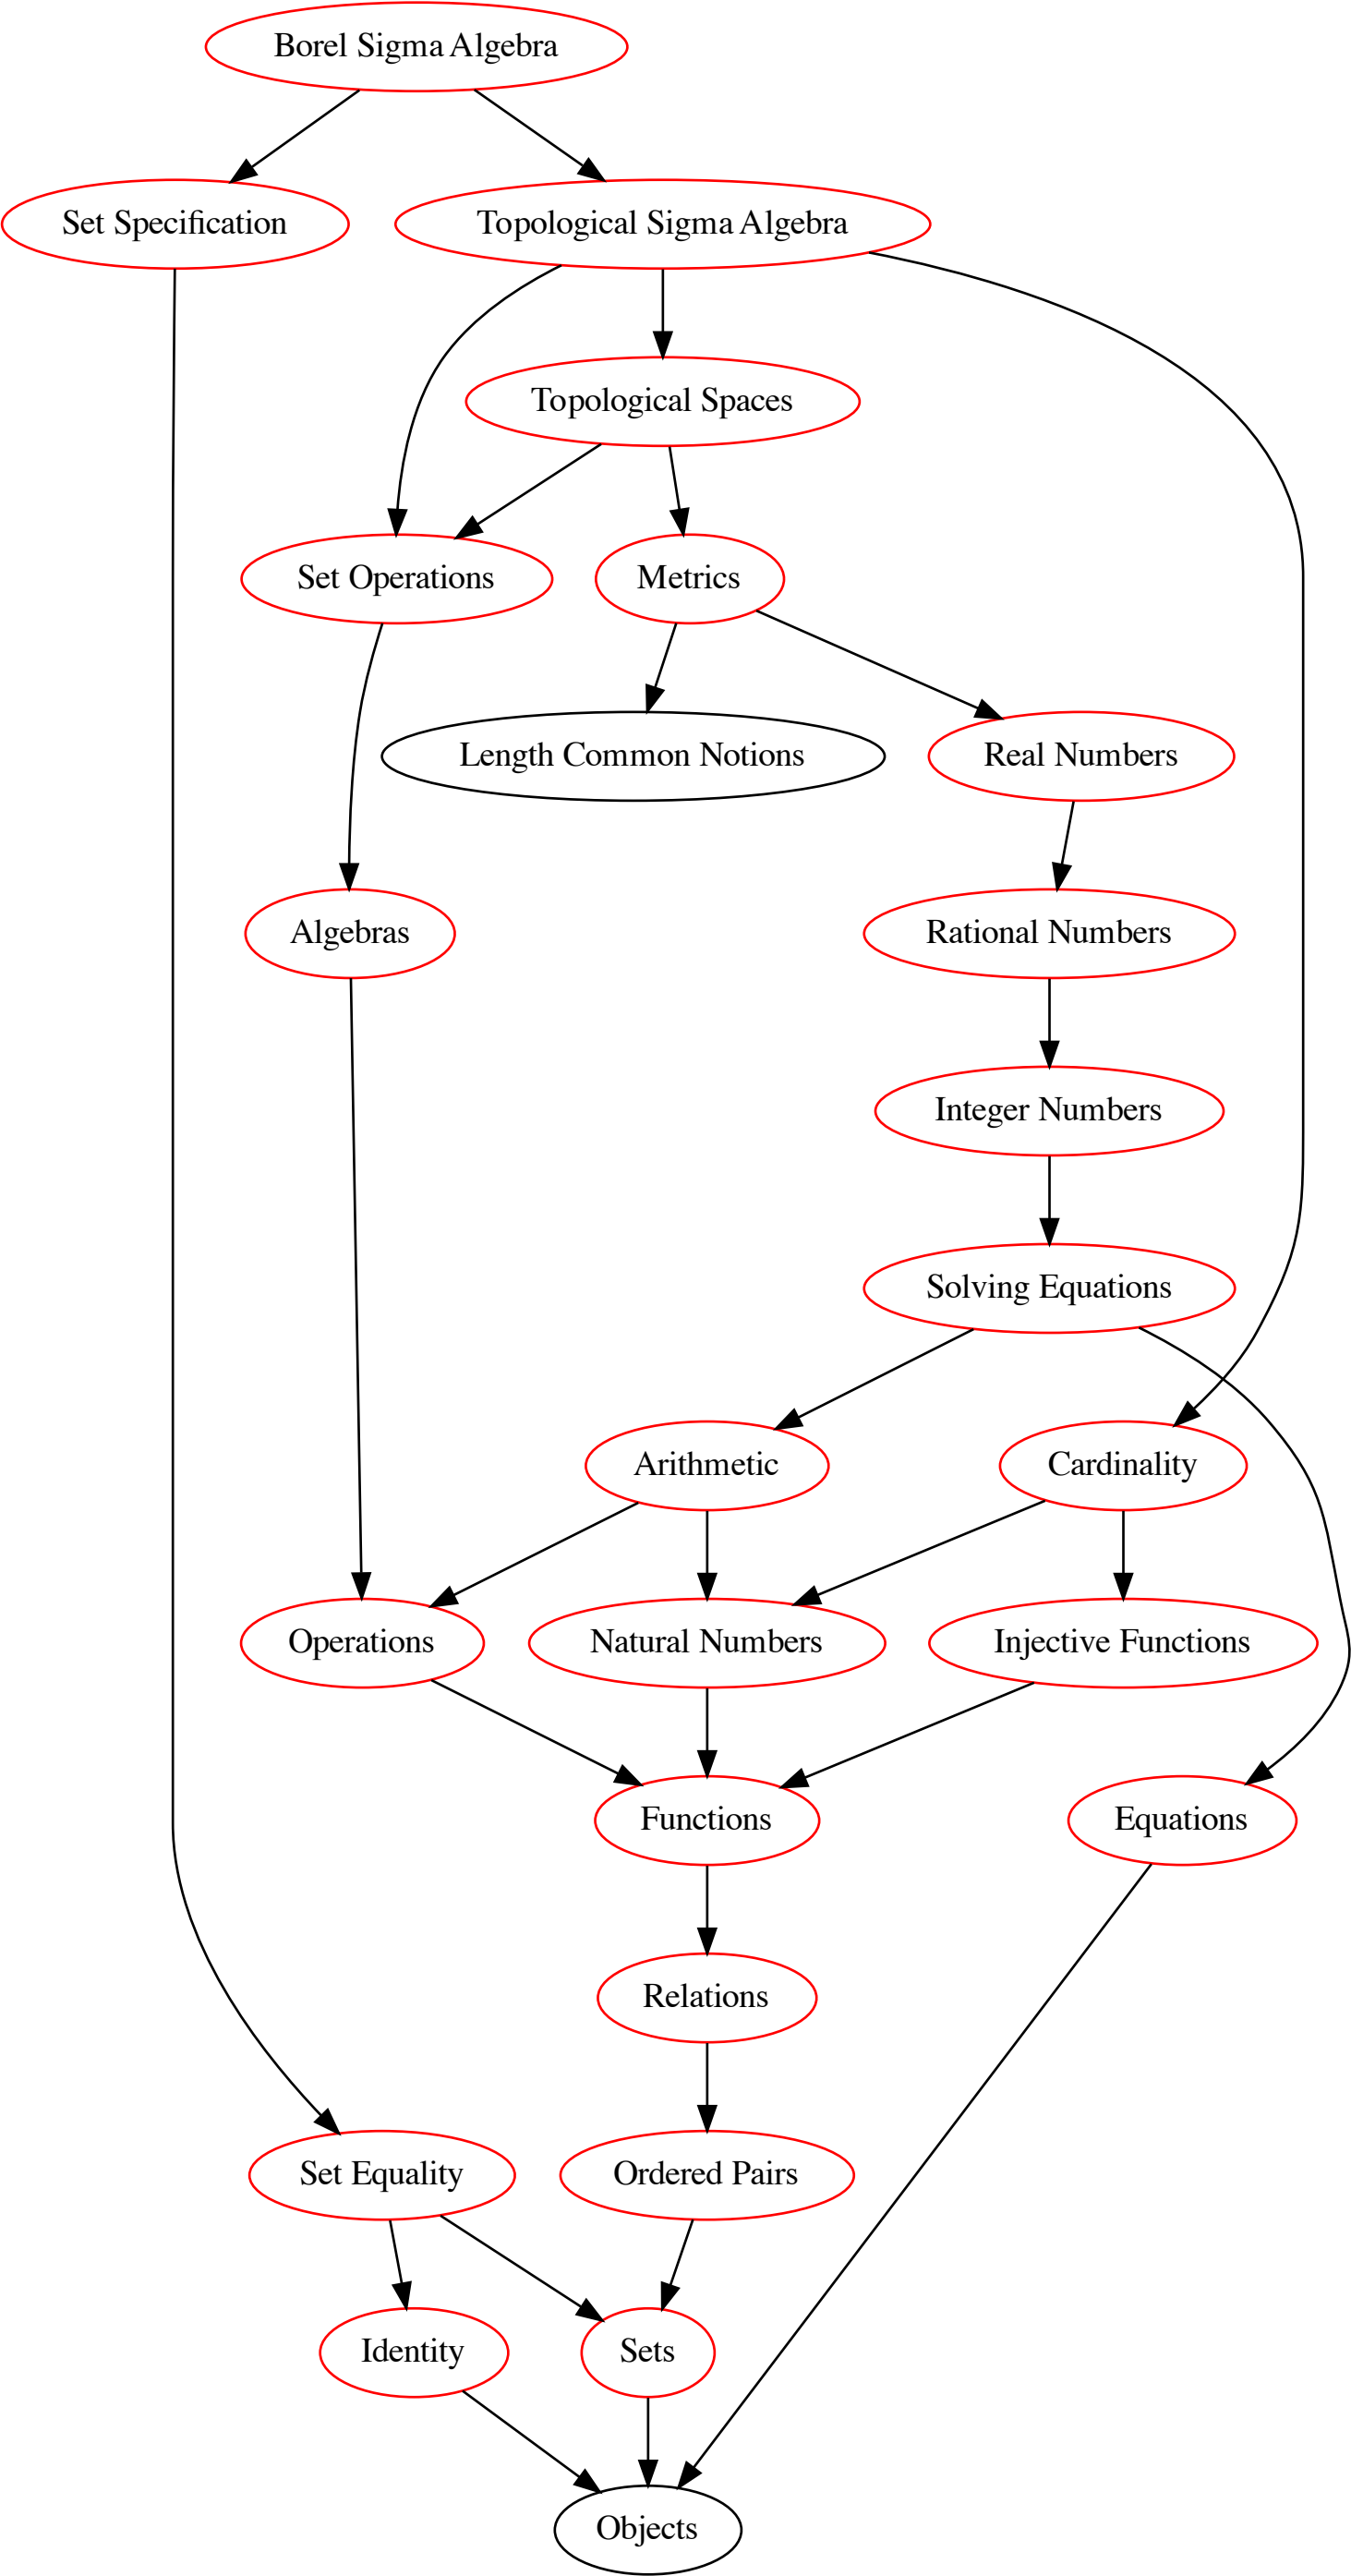 Borel Sigma Algebra
Set Specification
Topological Sigma Algebra
Topological Spaces
Set Operations
Metrics
Length Common Notions
Real Numbers
Algebras
Rational Numbers
Integer Numbers
Solving Equations
Arithmetic
Cardinality
Operations
Natural Numbers
Injective Functions
Functions
Equations
Relations
Set Equality
Ordered Pairs
Identity
Sets
Objects